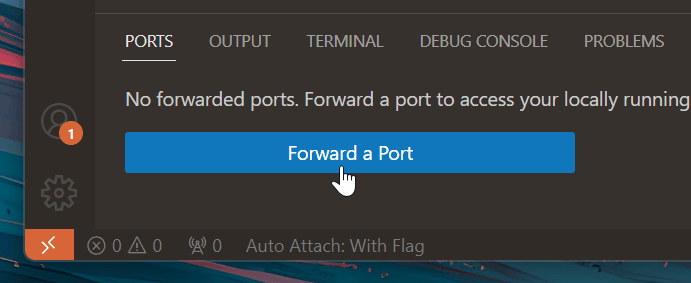 PORTS OUTPUT TERMINAL DEBUG CONSOLE PROBLEMS
No forwarded ports. Forward a port to access your locally running
1
Forward a Port
0 0 0 Auto Attach: With Flag